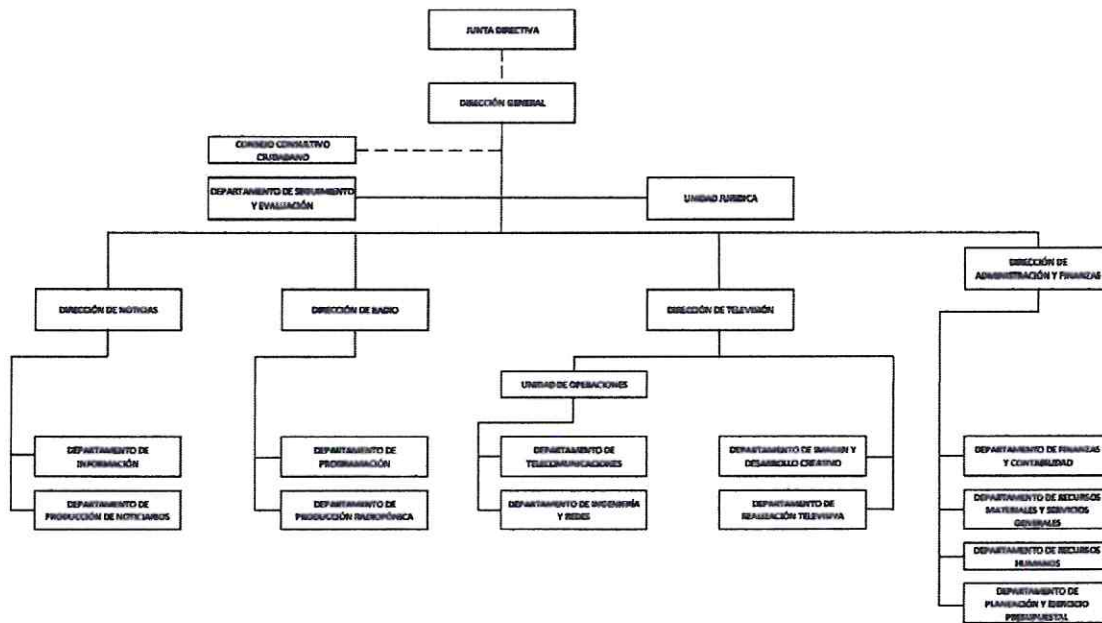 JUNTA DIRECTIVA
DIRECCIÓN GENERAL
CONSEJO CONSULTIVO
CIUDADANO
DEPARTAMENTO DE SEGUIMIENTO
Y EVALUACIÓN
UNIDAD JURIDICA
DIRECCIÓN DE
ADMINISTRACIÓN Y FINANZAS
DIRECCIÓN DE NOTICIAS
DIRECCIÓN DE RADIO
DIRECCIÓN DE TELEVISIÓN
UNIDAD DE OPERACIONES
DEPARTAMENTO DE
INFORMACIÓN
DEPARTAMENTO DE
PROGRAMACIÓN
DEPARTAMENTO DE
TELECOMUNICACIONES
DEPARTAMENTO DE IMAGEN Y
DESARROLLO CREATIVO
DEPARTAMENTO DE FINANZAS
Y CONTABILIDAD
DEPARTAMENTO DE
PRODUCCIÓN DE NOTICIARIOS
DEPARTAMENTO DE
PRODUCCIÓN RADIOFÓNICA
DEPARTAMENTO DE INGENIERÍA
Y REDES
DEPARTAMENTO DE
REALIZACIÓN TELEVISIVA
DEPARTAMENTO DE RECURSOS
MATERIALES Y SERVICIOS
GENERALES
DEPARTAMENTO DE RECURSOS
HUMANOS
DEPARTAMENTO DE
PLANEACIÓN Y EJERCICIO
PRESUPUESTAL